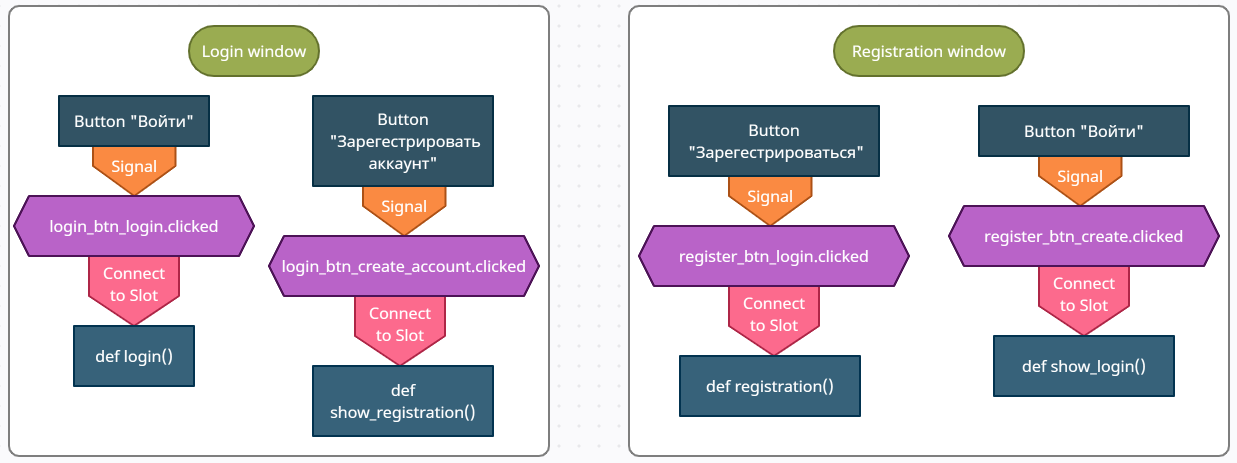 Login window
Button "Войти"
Signal
login_btn_login.clicked
Connect
to Slot
def login()
Button
"Зарегестрировать
аккаунт"
Signal
login_btn_create_account.clicked
Connect
to Slot
def
show_registration()
Registration window
Button
"Зарегестрироваться"
Signal
register_btn_login.clicked
Connect
to Slot
def registration()
Button "Войти"
Signal
register_btn_create.clicked
Connect
to Slot
def show_login()